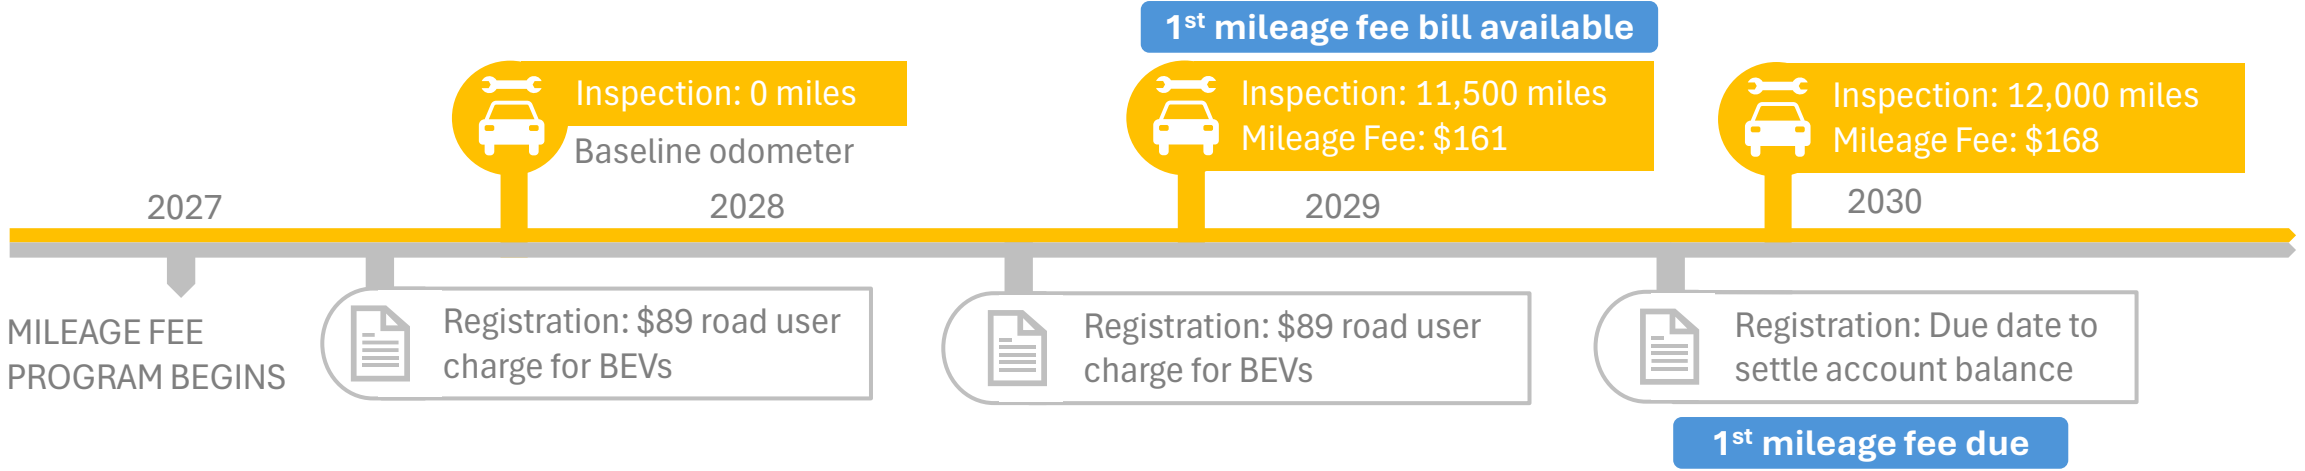 1st mileage fee bill available
Inspection: 0 miles
Baseline odometer
Inspection: 11,500 miles
Mileage Fee: $161
Inspection: 12,000 miles
Mileage Fee: $168
2027
2028
2029
2030
MILEAGE FEE
PROGRAM BEGINS
Registration: $89 road user
charge for BEVs
Registration: $89 road user
charge for BEVs
Registration: Due date to
settle account balance
1st mileage fee due